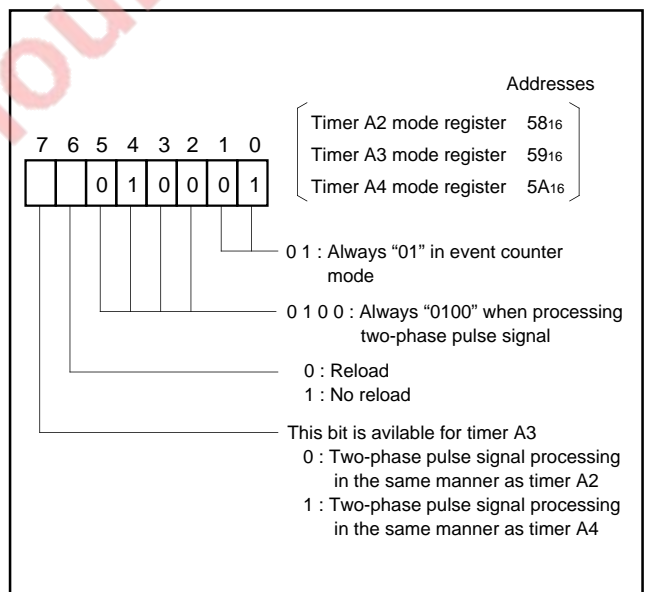 Addresses
Timer A2 mode register 5816
Timer A3 mode register 5916
Timer A4 mode register 5A16
7 6 5 4 3 2 1 0
0 1 0 0 0 1
0 1 : Always “01” in event counter
mode
0 1 0 0 : Always “0100” when processing
two-phase pulse signal
0 : Reload
1 : No reload
This bit is avilable for timer A3
0 : Two-phase pulse signal processing
in the same manner as timer A2
1 : Two-phase pulse signal processing
in the same manner as timer A4